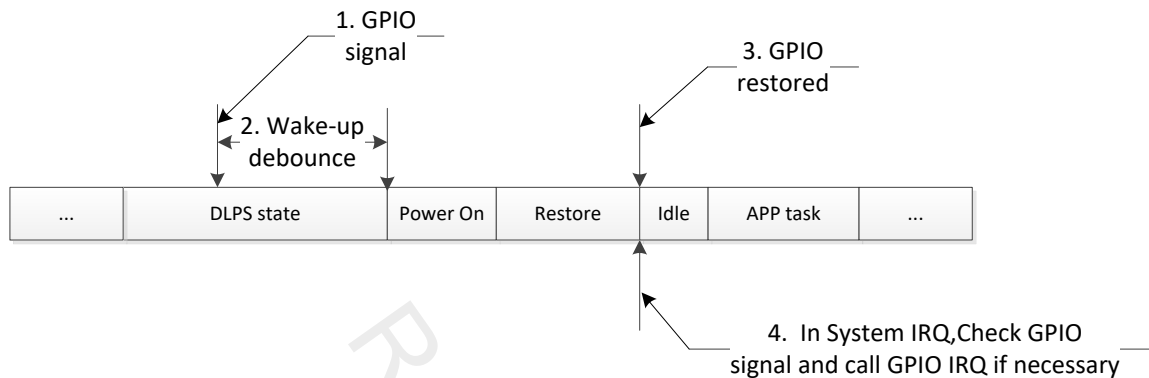 1. GPIO
signal
3. GPIO
restored
2. Wake-up
debounce
...
DLPS state
Power On
Restore
Idle
APP task
...
R
4.  In System IRQ,Check GPIO
signal and call GPIO IRQ if necessary